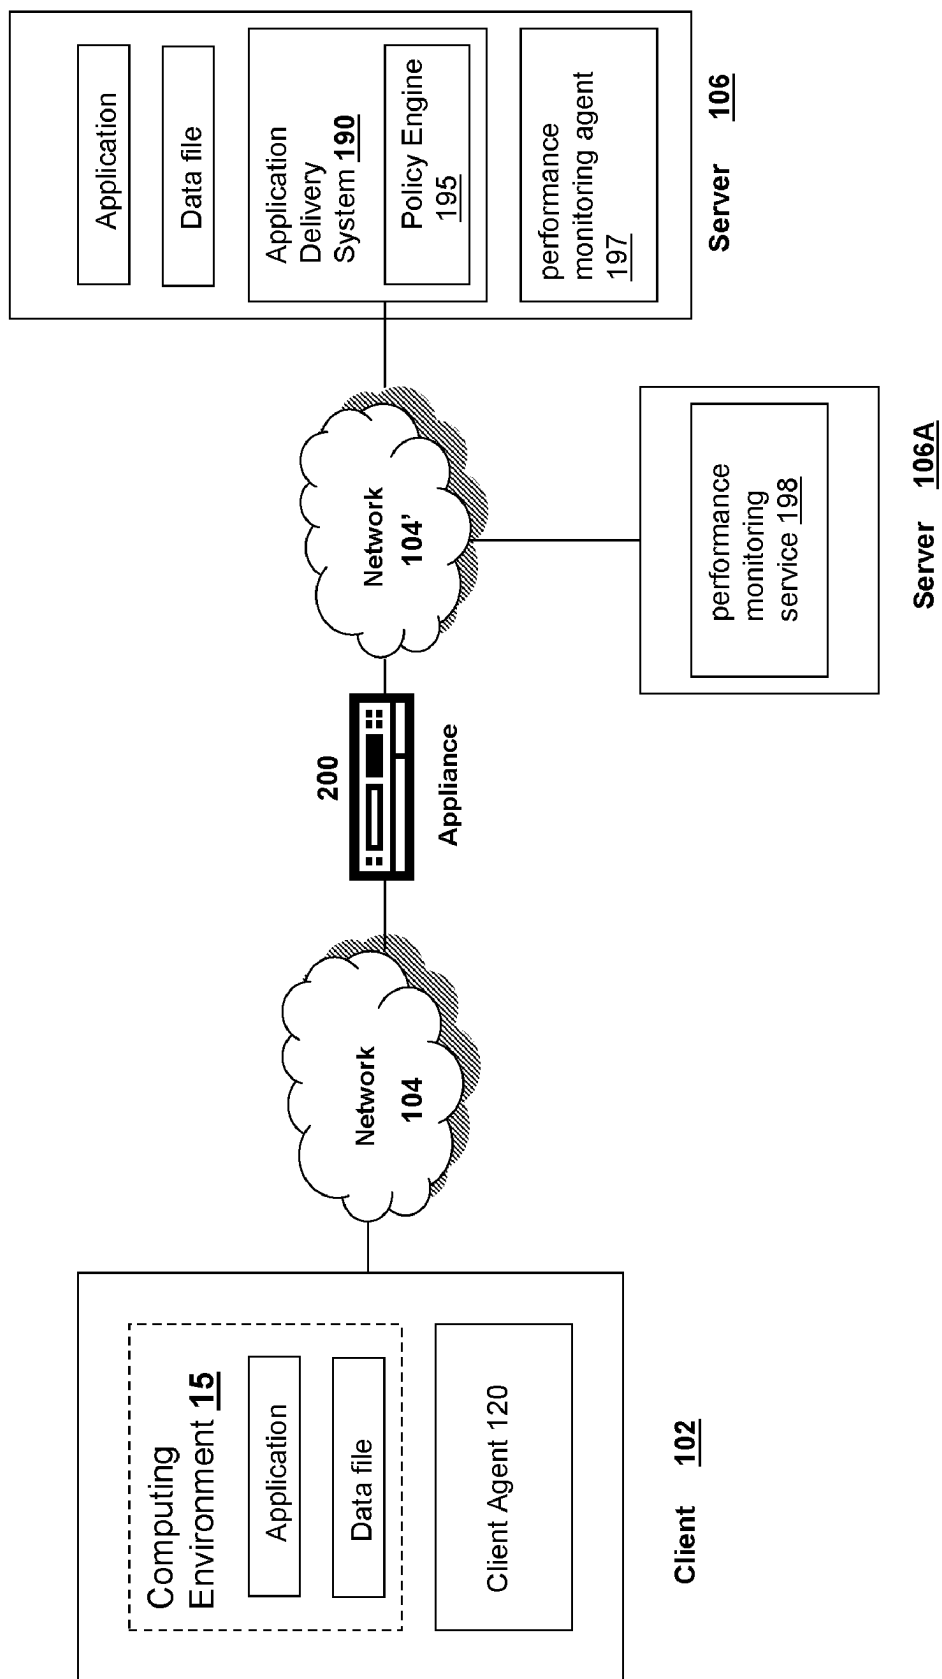 Computing
Environment 15
Application
Data file
Client Agent 120
Client 102
Network
104
200
Appliance
Network
104'
performance
monitoring
service 198
Server 106A
Application
Data file
Application
Delivery
System 190
Policy Engine
195
performance
monitoring agent
197
Server 106